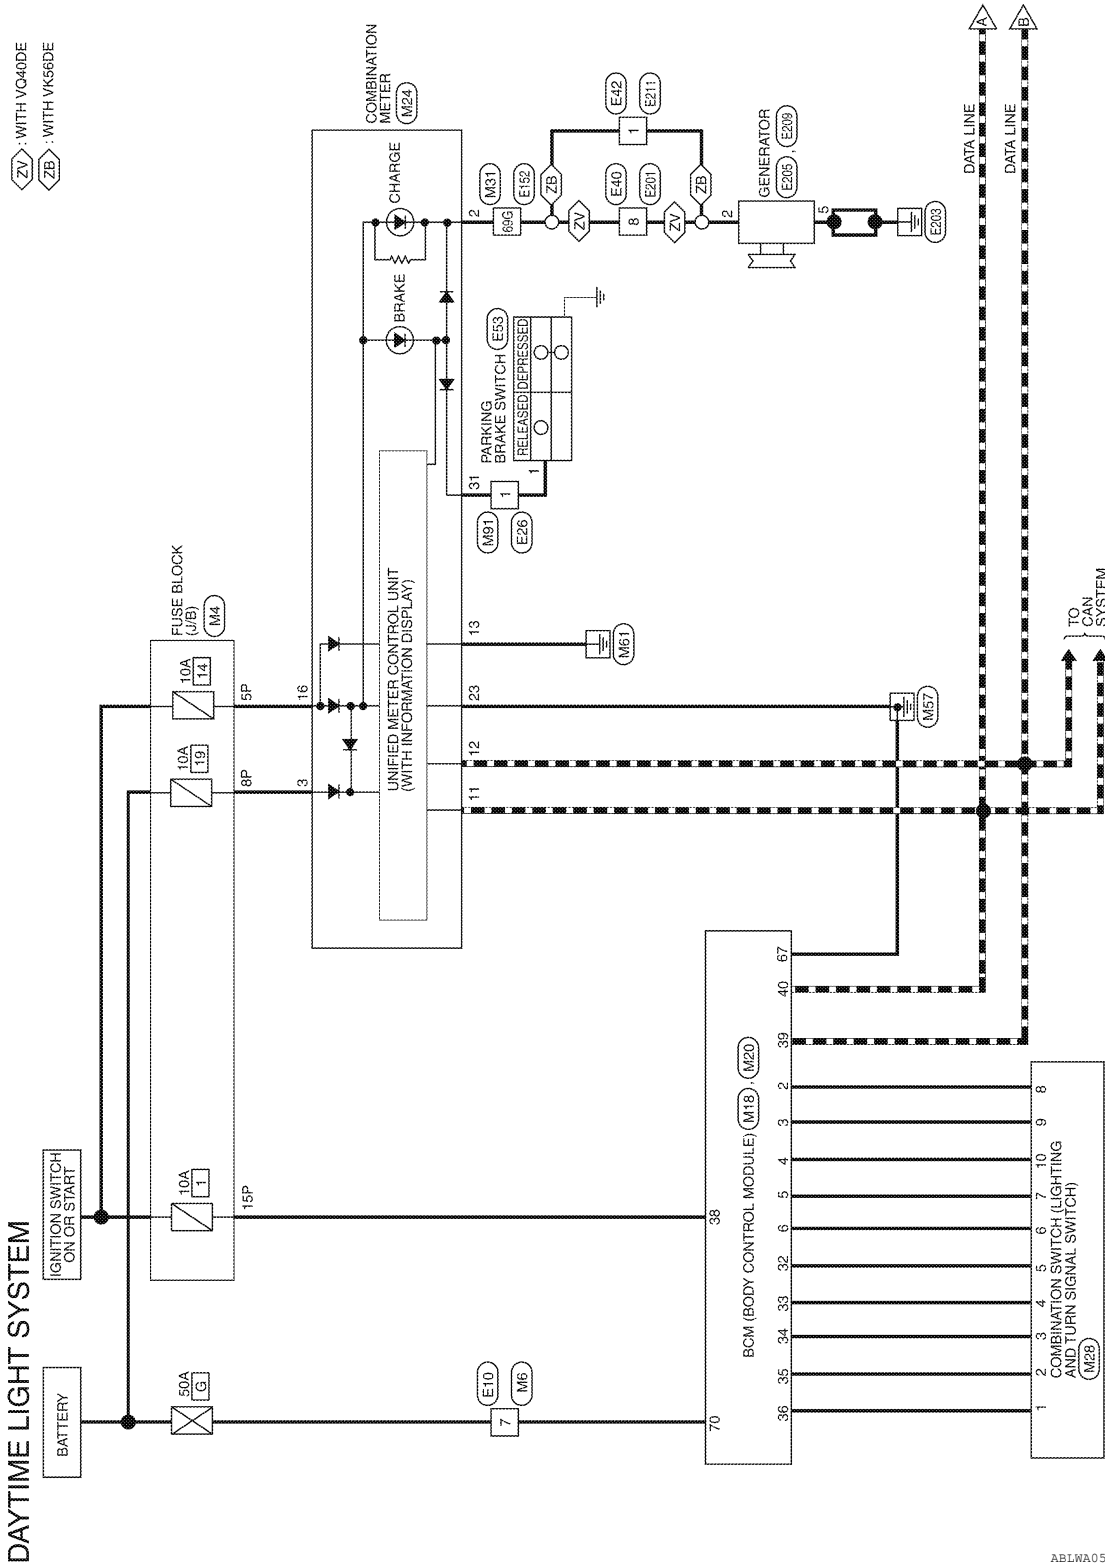 DAYTIME LIGHT SYSTEM
ZV : WITH VQ40DE
ZB : WITH VK56DE
BATTERY
IGNITION SWITCH
ON OR START
50A
G
10A
1
10A
19
10A
14
FUSE BLOCK
(J/B)
M4
15P
8P
5P
3
16
COMBINATION
METER
M24
UNIFIED METER CONTROL UNIT
(WITH INFORMATION DISPLAY)
BRAKE
CHARGE
11
12
23
13
31
2
E10
7
M6
M91
1
E26
PARKING
BRAKE SWITCH
E53
RELEASED
DEPRESSED
1
M31
69G
E152
ZB
ZV
E40
8
E201
E42
1
E211
ZV
ZB
2
GENERATOR
E205 , E209
5
E203
M61
M57
70
38
BCM (BODY CONTROL MODULE) M18 , M20
36
35
34
33
32
6
5
4
3
2
39
40
67
1
2
3
4
5
6
7
10
9
8
COMBINATION SWITCH (LIGHTING
AND TURN SIGNAL SWITCH)
M28
TO
CAN
SYSTEM
DATA LINE
A
DATA LINE
B
ABLWA05